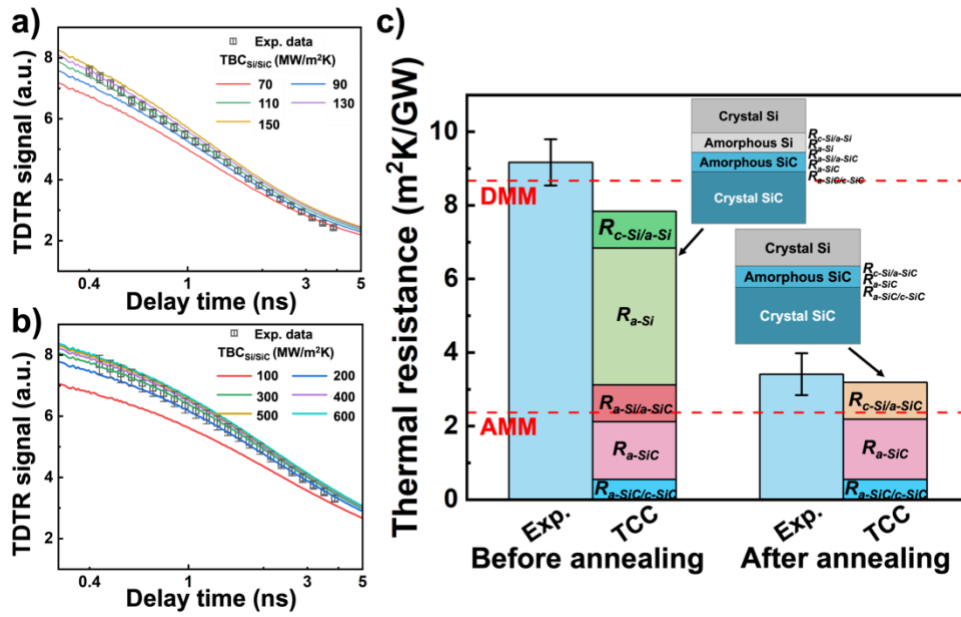 a)
TDTR signal (a.u.)
8
6
4
2
Exp. data
TBCSi/SiC (MW/m²K)
70 90
110 130
150
0.4 1 3 5
Delay time (ns)
b)
TDTR signal (a.u.)
8
6
4
2
Exp. data
TBCSi/SiC (MW/m²K)
100 200
300 400
500 600
0.4 1 3 5
Delay time (ns)
c)
Thermal resistance (m²K/GW)
10
8
6
4
2
0
DMM
AMM
Rc-Si/a-Si
Ra-Si
Ra-Si/a-SiC
Ra-SiC
Ra-SiC/c-SiC
Crystal Si
Amorphous Si
Amorphous SiC
Crystal SiC
Rc-Si/a-Si
Ra-Si
Ra-Si/a-SiC
Ra-SiC
Ra-SiC/c-SiC
Crystal Si
Amorphous SiC
Crystal SiC
Rc-Si/a-SiC
Ra-SiC
Ra-SiC/c-SiC
Rc-Si/a-SiC
Ra-SiC
Ra-SiC/c-SiC
Exp. TCC Exp. TCC
Before annealing After annealing